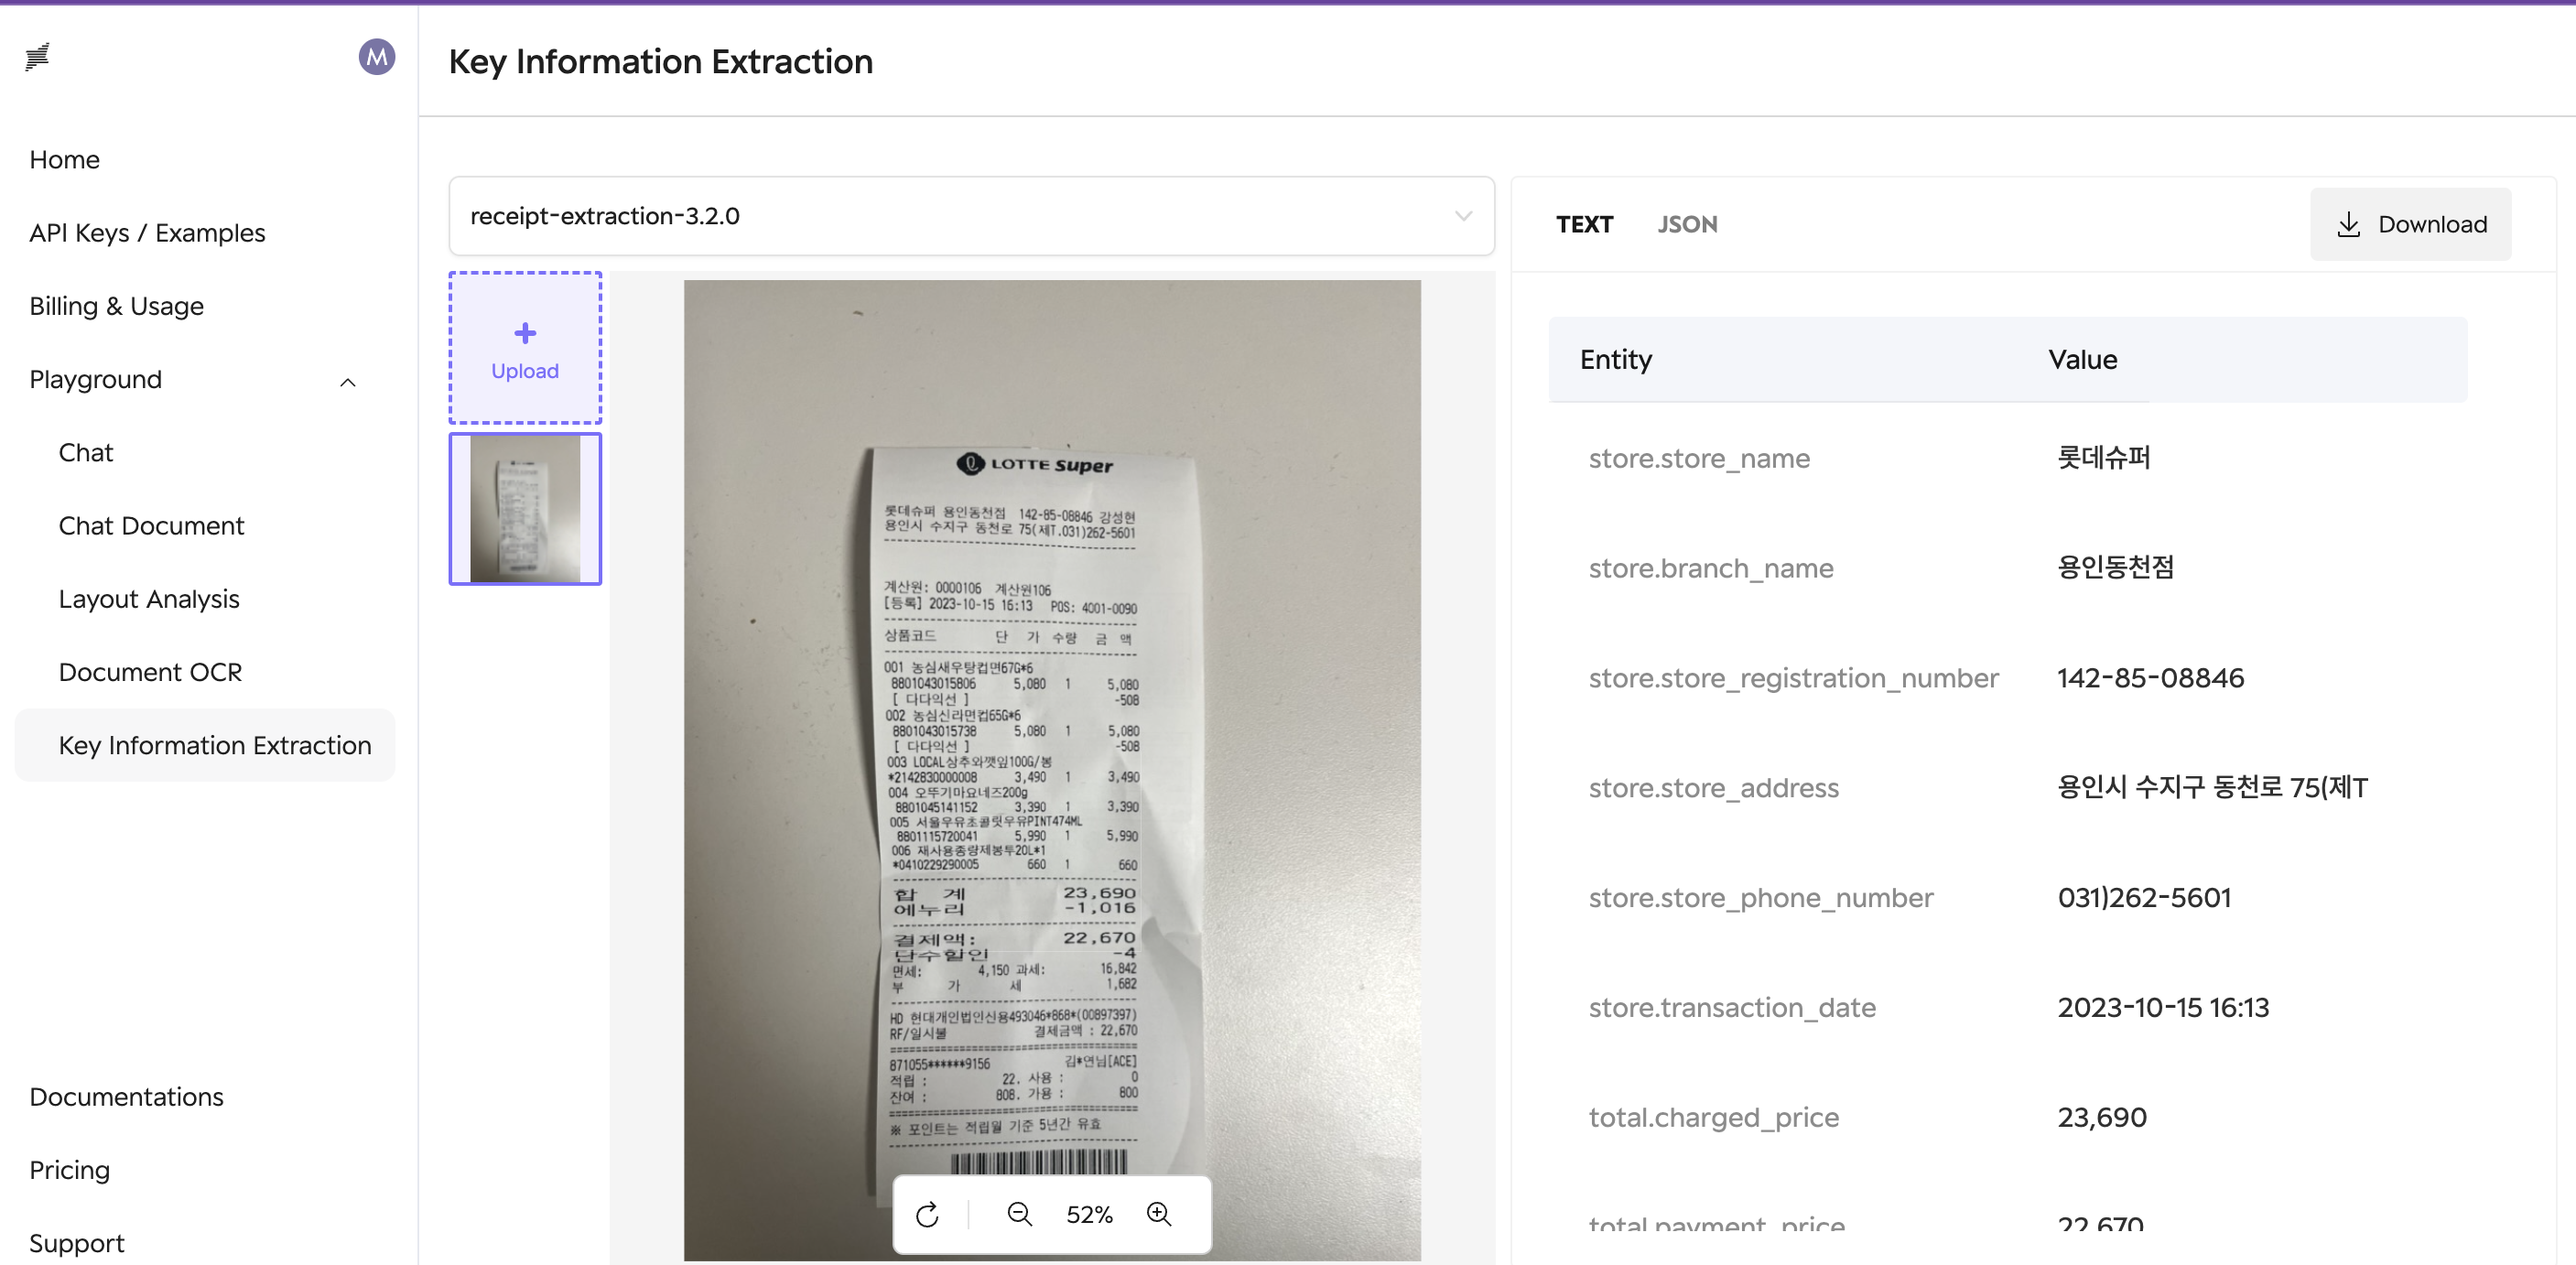 M
Key Information Extraction
Home
API Keys / Examples
Billing & Usage
Playground
Chat
Chat Document
Layout Analysis
Document OCR
Key Information Extraction
Documentations
Pricing
Support
receipt-extraction-3.2.0
+
Upload
LOTTE Super
롯데슈퍼 용인동천점 142-85-08846 강성현
용인시 수지구 동천로 75(제T.031)262-5601
계산원: 0000106 계산원106
[등록] 2023-10-15 16:13 POS: 4001-0090
상품코드 단 가 수량 금 액
001 농심새우탕컵면67G*6
8801043015806 5,080 1 5,080
[ 다다익선 ] -508
002 농심신라면컵65G*6
8801043015738 5,080 1 5,080
[ 다다익선 ] -508
003 LOCAL상추와깻잎100G/봉
*2142830000008 3,490 1 3,490
004 오뚜기마요네즈200g
8801045141152 3,390 1 3,390
005 서울우유초콜릿우유PINT474ML
8801115720041 5,990 1 5,990
006 재사용종량제봉투20L*1
*0410229290005 660 1 660
합 계 23,690
에누리 -1,016
결제액: 22,670
단수할인 -4
면세: 4,150 과세: 16,842
부 가 세 1,682
HD 현대개인법인신용493046*868*(00897397)
RF/일시불 결제금액 : 22,670
871055******9156 김*연님[ACE]
적립 : 22. 사용 : 0
잔여 : 808. 가용 : 800
※ 포인트는 적립월 기준 5년간 유효
52%
TEXT JSON Download
Entity Value
store.store_name 롯데슈퍼
store.branch_name 용인동천점
store.store_registration_number 142-85-08846
store.store_address 용인시 수지구 동천로 75(제T
store.store_phone_number 031)262-5601
store.transaction_date 2023-10-15 16:13
total.charged_price 23,690
total.payment_price 22,670